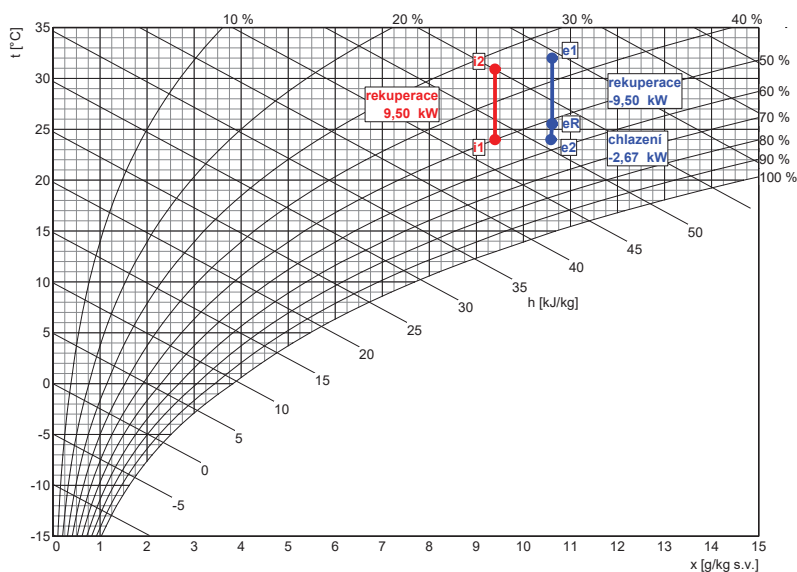 35
10 %
20 %
30 %
40 %
t [°C]
30
25
20
15
10
5
0
-5
-10
-15
i2
rekuperace
9,50 kW
i1
e1
rekuperace
-9,50 kW
eR
e2
chlazení
-2,67 kW
50 %
60 %
70 %
80 %
90 %
100 %
50
45
40
35
h [kJ/kg]
30
25
20
15
10
5
0
-5
0 1 2 3 4 5 6 7 8 9 10 11 12 13 14 15
x [g/kg s.v.]